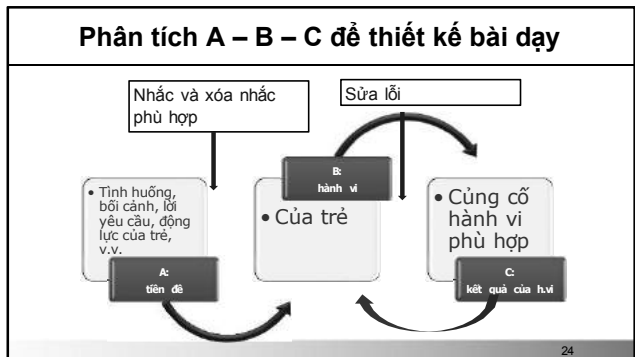 Phân tích A – B – C để thiết kế bài dạy
Nhắc và xóa nhắc
phù hợp
Sửa lỗi
• Tình huống,
bối cảnh, lời
yêu cầu, động
lực của trẻ,
v.v.
A:
tiền đề
B:
hành vi
• Của trẻ
• Củng cố
hành vi
phù hợp
C:
kết quả của h.vi
24